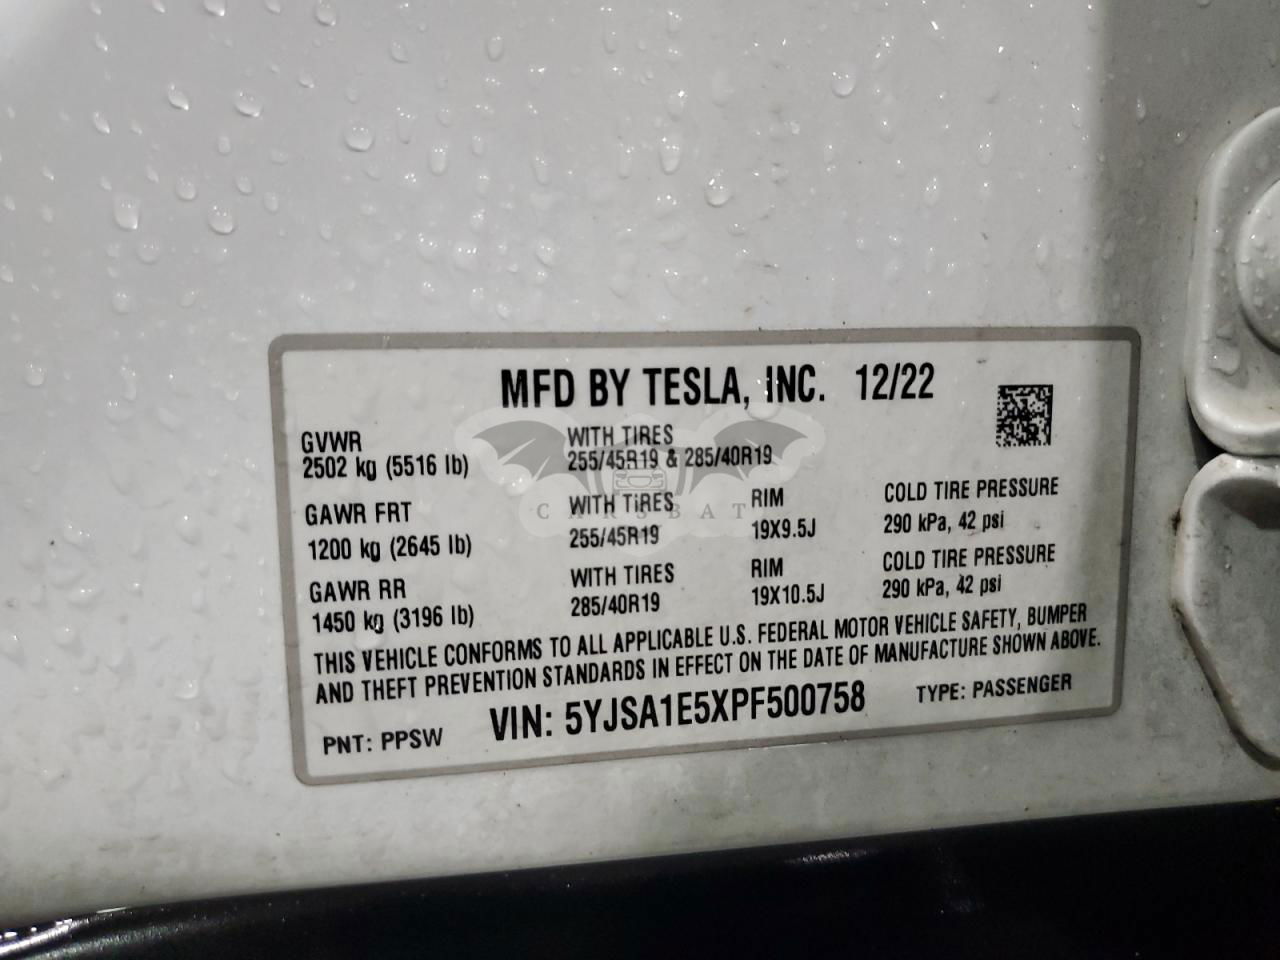 MFD BY TESLA, INC. 12/22
GVWR
2502 kg (5516 lb)
WITH TIRES
255/45R19 & 285/40R19
GAWR FRT
1200 kg (2645 lb)
WITH TIRES
255/45R19
RIM
19X9.5J
COLD TIRE PRESSURE
290 kPa, 42 psi
GAWR RR
1450 kg (3196 lb)
WITH TIRES
285/40R19
RIM
19X10.5J
COLD TIRE PRESSURE
290 kPa, 42 psi
THIS VEHICLE CONFORMS TO ALL APPLICABLE U.S. FEDERAL MOTOR VEHICLE SAFETY, BUMPER
AND THEFT PREVENTION STANDARDS IN EFFECT ON THE DATE OF MANUFACTURE SHOWN ABOVE.
PNT: PPSW
VIN: 5YJSA1E5XPF500758
TYPE: PASSENGER
CARSBAT